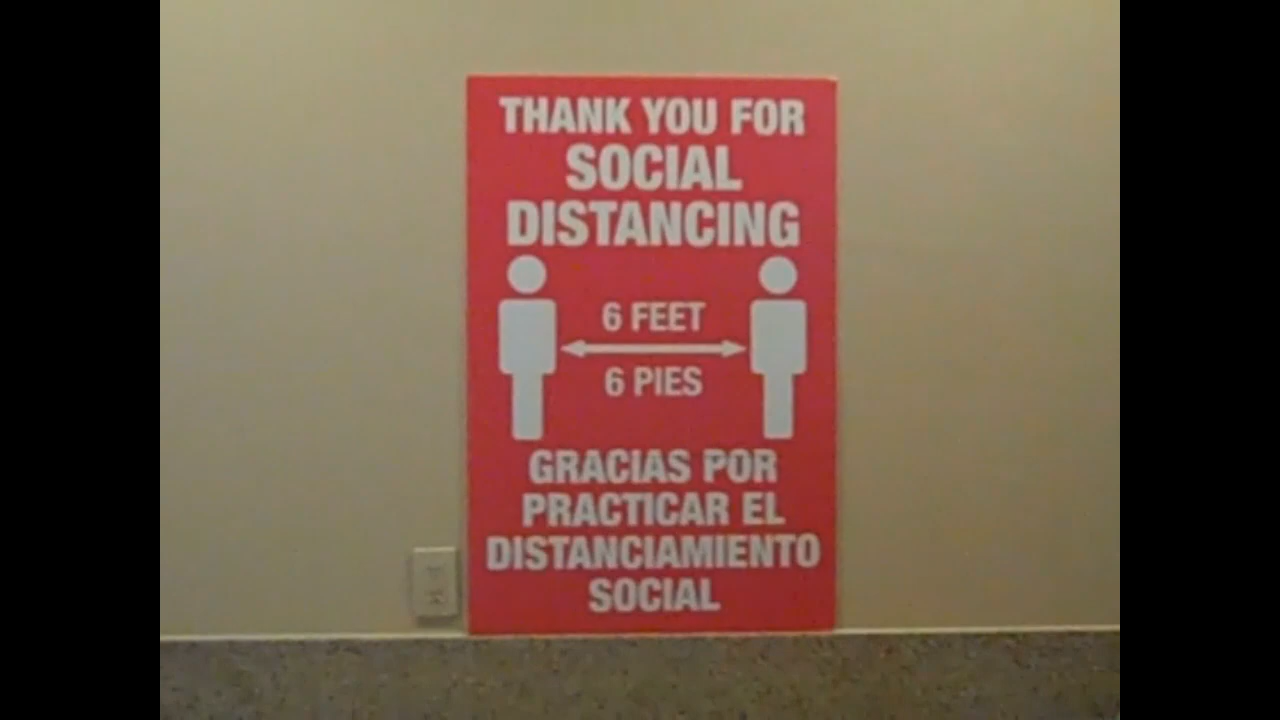 THANK YOU FOR
SOCIAL
DISTANCING
6 FEET
6 PIES
GRACIAS POR
PRACTICAR EL
DISTANCIAMIENTO
SOCIAL